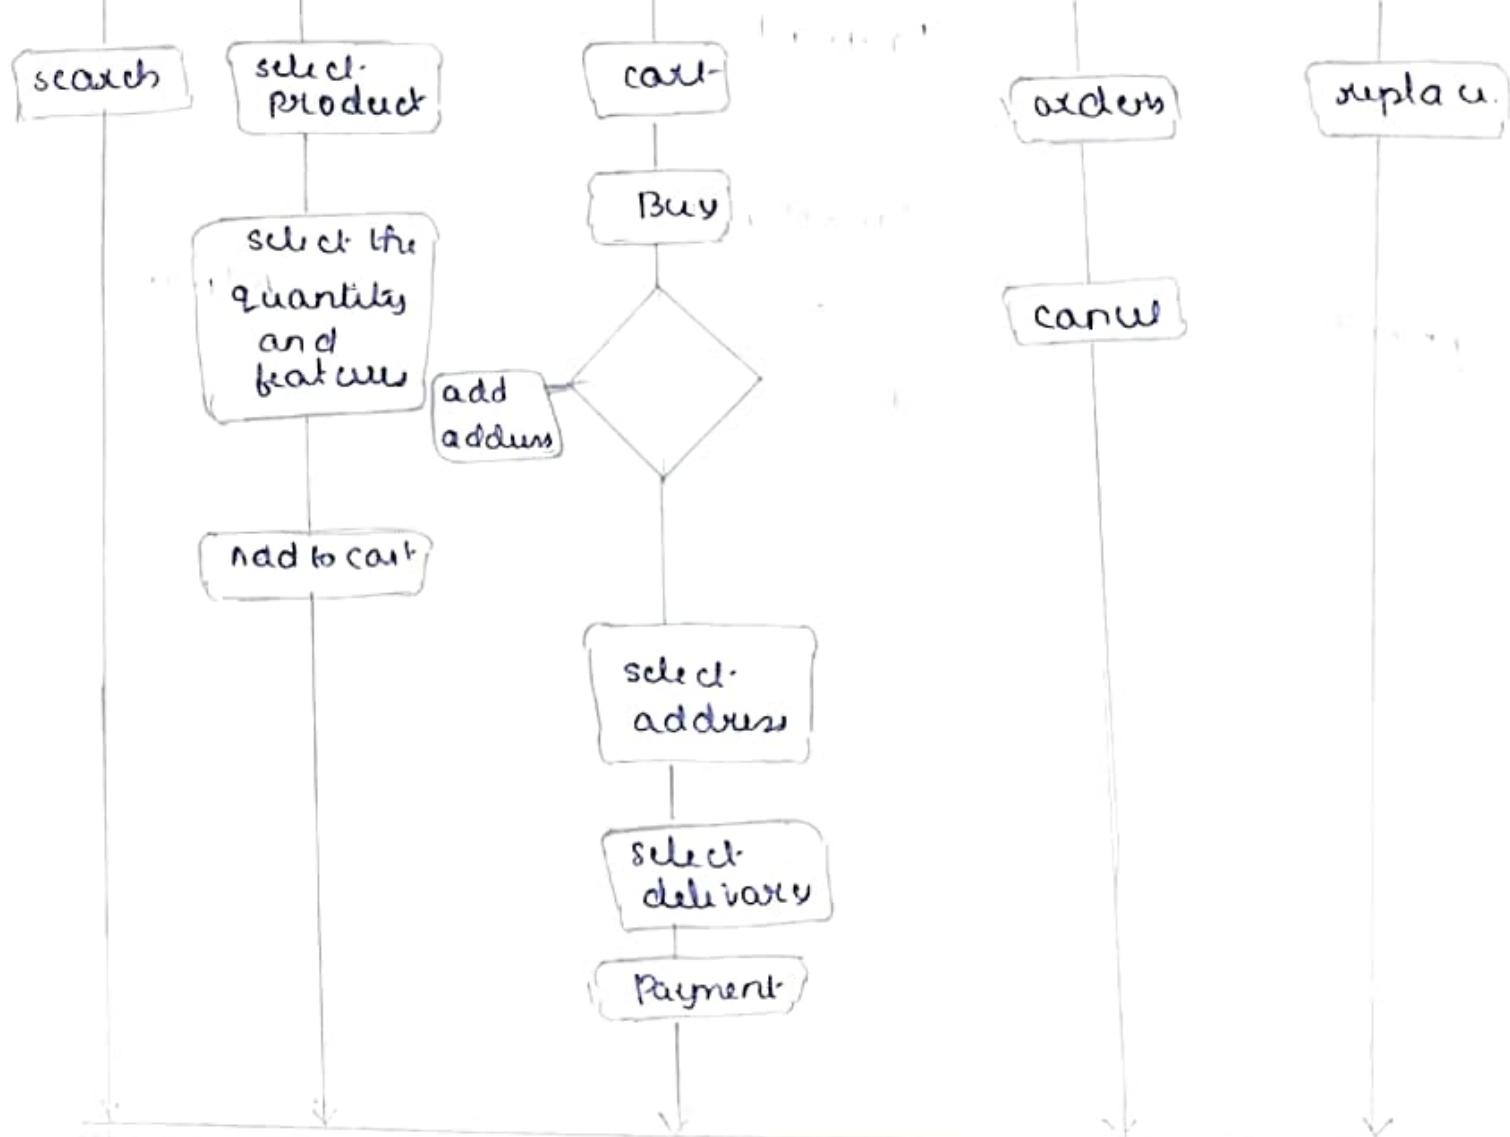 search
select
product
select the
quantity
and
features
Add to cart
cart
Buy
add
address
select
address
select
delivary
Payment
orders
cancel
replace